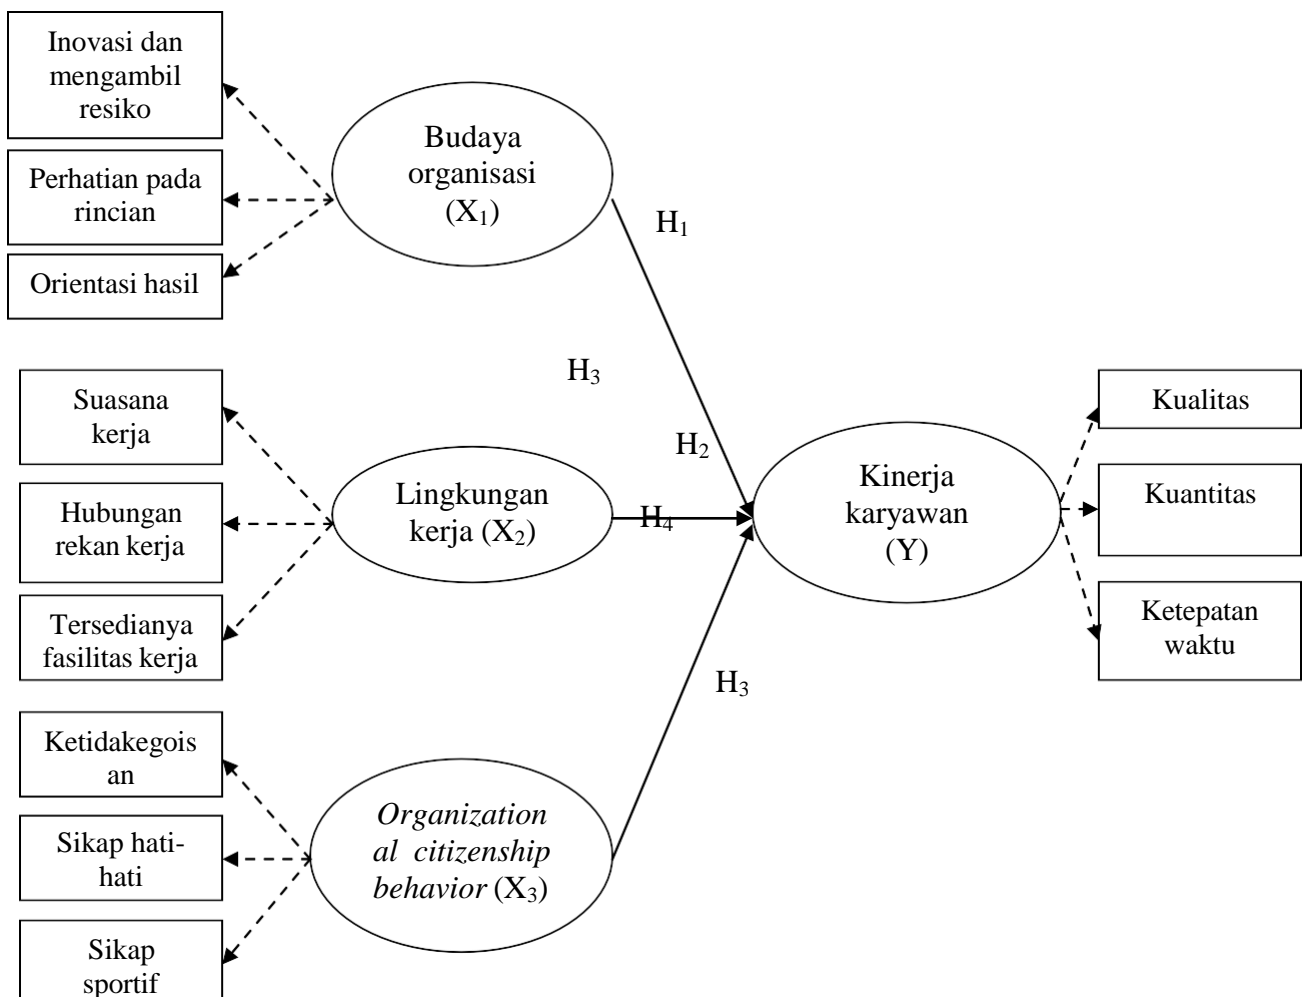 Inovasi dan
mengambil
resiko
Perhatian pada
rincian
Orientasi hasil
Budaya
organisasi
(X₁)
H₁
H₃
Suasana
kerja
Hubungan
rekan kerja
Tersedianya
fasilitas kerja
Lingkungan
kerja (X₂)
H₂
H₄
Kinerja
karyawan
(Y)
Kualitas
Kuantitas
Ketepatan
waktu
H₃
Ketidakegois
an
Sikap hati-
hati
Sikap
sportif
Organization
al citizenship
behavior (X₃)